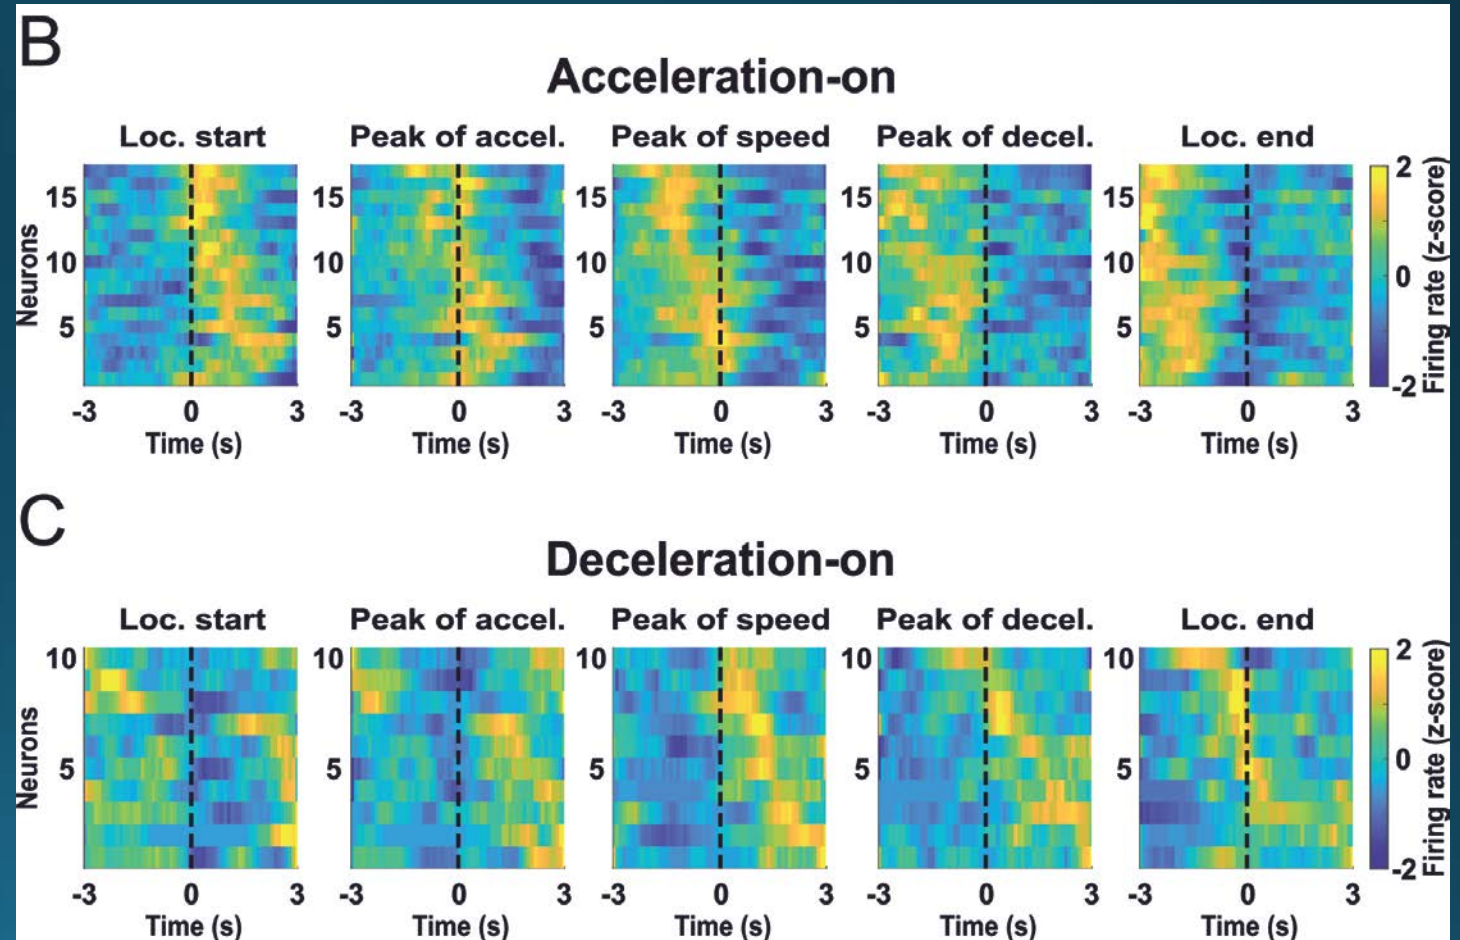 B
Acceleration-on
Loc. start Peak of accel. Peak of speed Peak of decel. Loc. end
Neurons
15 15 15 15 15
10 10 10 10 10
5 5 5 5 5
2
0
-2
Firing rate (z-score)
-3 0 3 -3 0 3 -3 0 3 -3 0 3 -3 0 3
Time (s) Time (s) Time (s) Time (s) Time (s)
C
Deceleration-on
Loc. start Peak of accel. Peak of speed Peak of decel. Loc. end
Neurons
10 10 10 10 10
5 5 5 5 5
2
0
-2
Firing rate (z-score)
-3 0 3 -3 0 3 -3 0 3 -3 0 3 -3 0 3
Time (s) Time (s) Time (s) Time (s) Time (s)